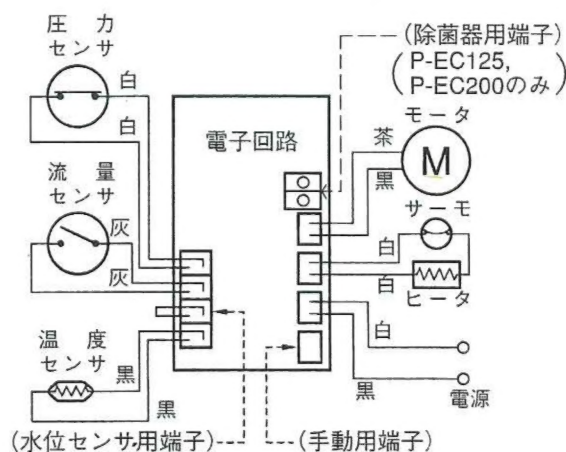 圧力
センサ
白
白
流量
センサ
灰
灰
温度
センサ
黒
黒
(水位センサ用端子)
電子回路
(手動用端子)
(除菌器用端子)
(P-EC125,
P-EC200のみ)
モータ
茶
黒
M
サーモ
白
白
ヒータ
白
黒
電源